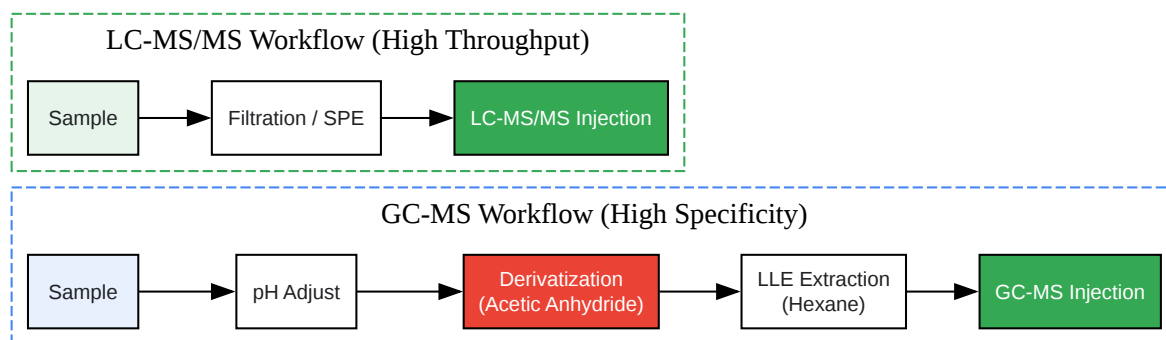 LC-MS/MS Workflow (High Throughput)
Sample
Filtration / SPE
LC-MS/MS Injection
GC-MS Workflow (High Specificity)
Sample
pH Adjust
Derivatization
(Acetic Anhydride)
LLE Extraction
(Hexane)
GC-MS Injection